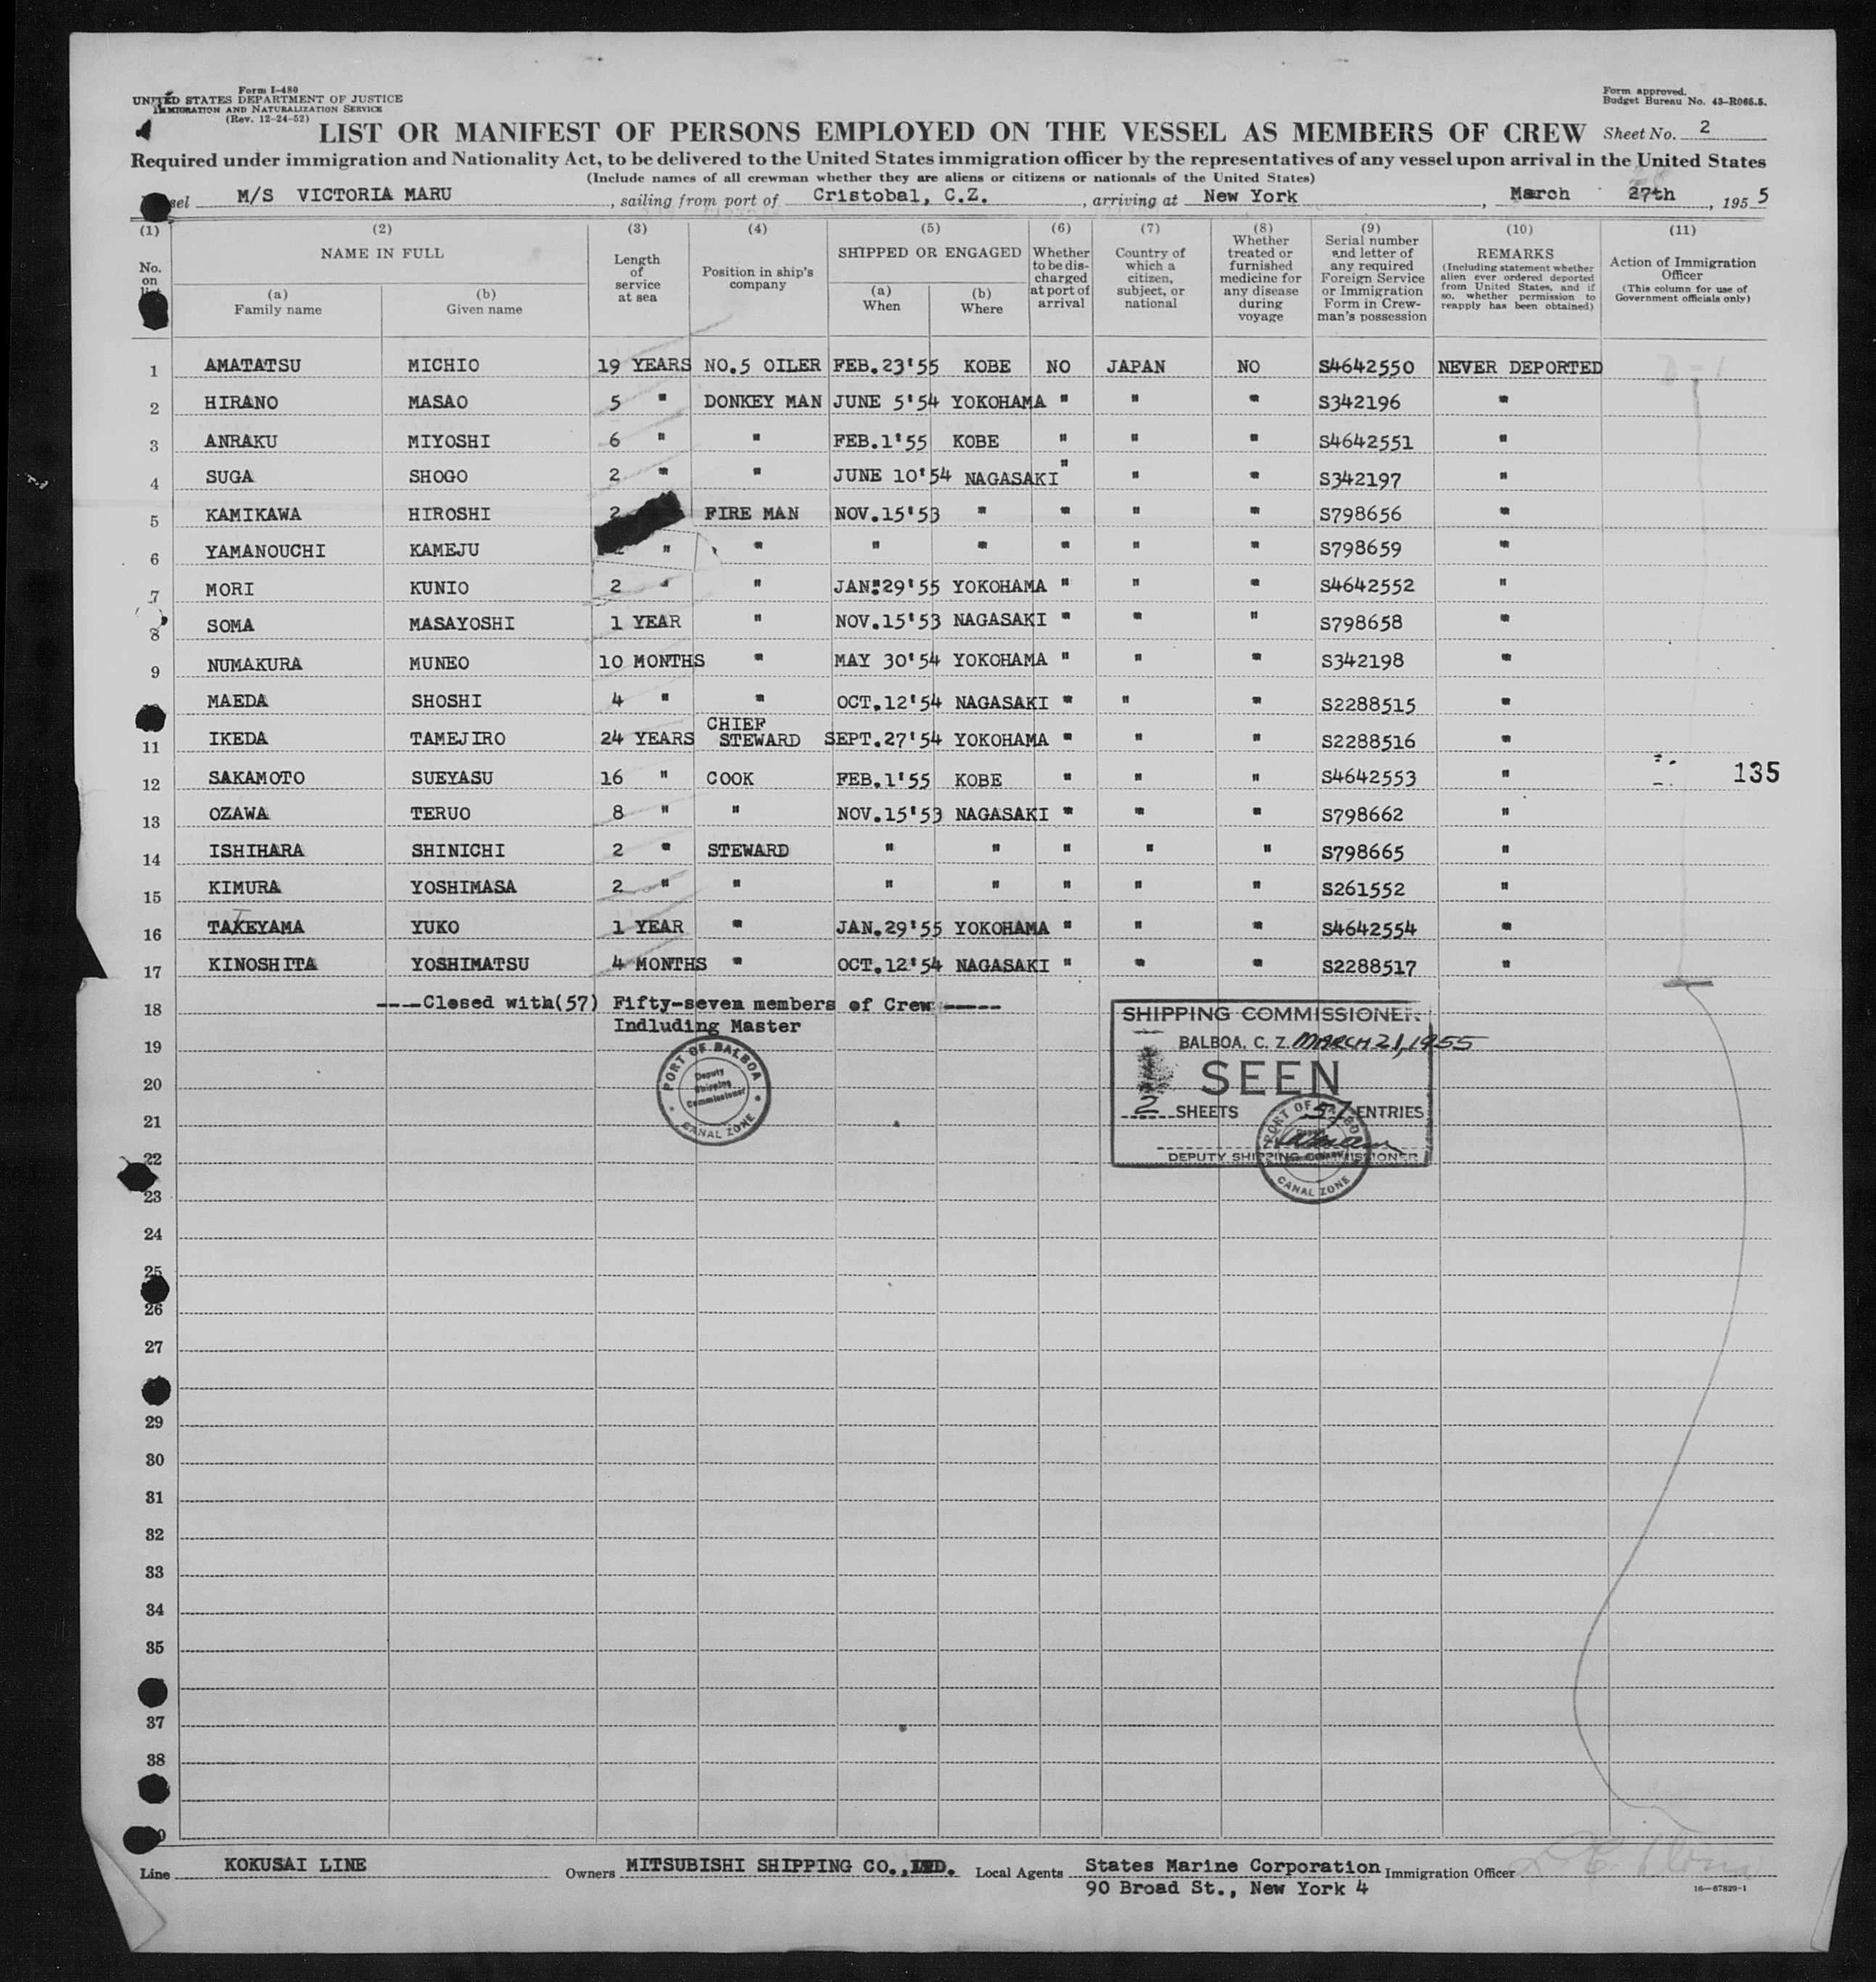 Form I-480
UNITED STATES DEPARTMENT OF JUSTICE
IMMIGRATION AND NATURALIZATION SERVICE
(Rev. 12-24-52)
Form approved.
Budget Bureau No. 43-R065.5.
LIST OR MANIFEST OF PERSONS EMPLOYED ON THE VESSEL AS MEMBERS OF CREW Sheet No. 2
Required under immigration and Nationality Act, to be delivered to the United States immigration officer by the representatives of any vessel upon arrival in the United States
(Include names of all crewman whether they are aliens or citizens or nationals of the United States)
sel M/S VICTORIA MARU, sailing from port of Cristobal, C.Z., arriving at New York, March 27th, 1955
(1) No. on list
(2) NAME IN FULL
(a) Family name
(b) Given name
(3) Length of service at sea
(4) Position in ship's company
(5) SHIPPED OR ENGAGED
(a) When
(b) Where
(6) Whether to be discharged at port of arrival
(7) Country of which a citizen, subject, or national
(8) Whether treated or furnished medicine for any disease during voyage
(9) Serial number and letter of any required Foreign Service or Immigration Form in Crewman's possession
(10) REMARKS (Including statement whether alien ever ordered deported from United States, and if so, whether permission to reapply has been obtained)
(11) Action of Immigration Officer (This column for use of Government officials only)
1 AMATATSU MICHIO 19 YEARS NO.5 OILER FEB.23'55 KOBE NO JAPAN NO S4642550 NEVER DEPORTED
2 HIRANO MASAO 5 " DONKEY MAN JUNE 5'54 YOKOHAMA " " " S342196 "
3 ANRAKU MIYOSHI 6 " " FEB.1'55 KOBE " " " S4642551 "
4 SUGA SHOGO 2 " " JUNE 10'54 NAGASAKI " " " S342197 "
5 KAMIKAWA HIROSHI 2 FIRE MAN NOV.15'53 " " " " S798656 "
6 YAMANOUCHI KAMEJU " " " " " " " S798659 "
7 MORI KUNIO 2 " " JAN.29'55 YOKOHAMA " " " S4642552 "
8 SOMA MASAYOSHI 1 YEAR " NOV.15'53 NAGASAKI " " " S798658 "
9 NUMAKURA MUNEO 10 MONTHS " MAY 30'54 YOKOHAMA " " " S342198 "
MAEDA SHOSHI 4 " " OCT.12'54 NAGASAKI " " " S2288515 "
11 IKEDA TAMEJIRO 24 YEARS CHIEF STEWARD SEPT.27'54 YOKOHAMA " " " S2288516 "
12 SAKAMOTO SUEYASU 16 " COOK FEB.1'55 KOBE " " " S4642553 " 135
13 OZAWA TERUO 8 " " NOV.15'53 NAGASAKI " " " S798662 "
14 ISHIHARA SHINICHI 2 " STEWARD " " " " " S798665 "
15 KIMURA YOSHIMASA 2 " " " " " " " S261552 "
16 TAKEYAMA YUKO 1 YEAR " JAN.29'55 YOKOHAMA " " " S4642554 "
17 KINOSHITA YOSHIMATSU 4 MONTHS " OCT.12'54 NAGASAKI " " " S2288517 "
18 ----Closed with(57) Fifty-seven members of Crew-----
Indluding Master
19
20
21
22
23
24
25
26
27
29
30
31
32
33
34
35
37
38
PORT OF BALBOA
Deputy Shipping Commissioner
CANAL ZONE
SHIPPING COMMISSIONER
BALBOA, C. Z. MARCH 21, 1955
SEEN
2 SHEETS 57 ENTRIES
DEPUTY SHIPPING COMMISSIONER
PORT OF BALBOA
CANAL ZONE
Line KOKUSAI LINE Owners MITSUBISHI SHIPPING CO., LTD. Local Agents States Marine Corporation Immigration Officer
90 Broad St., New York 4
16-67829-1